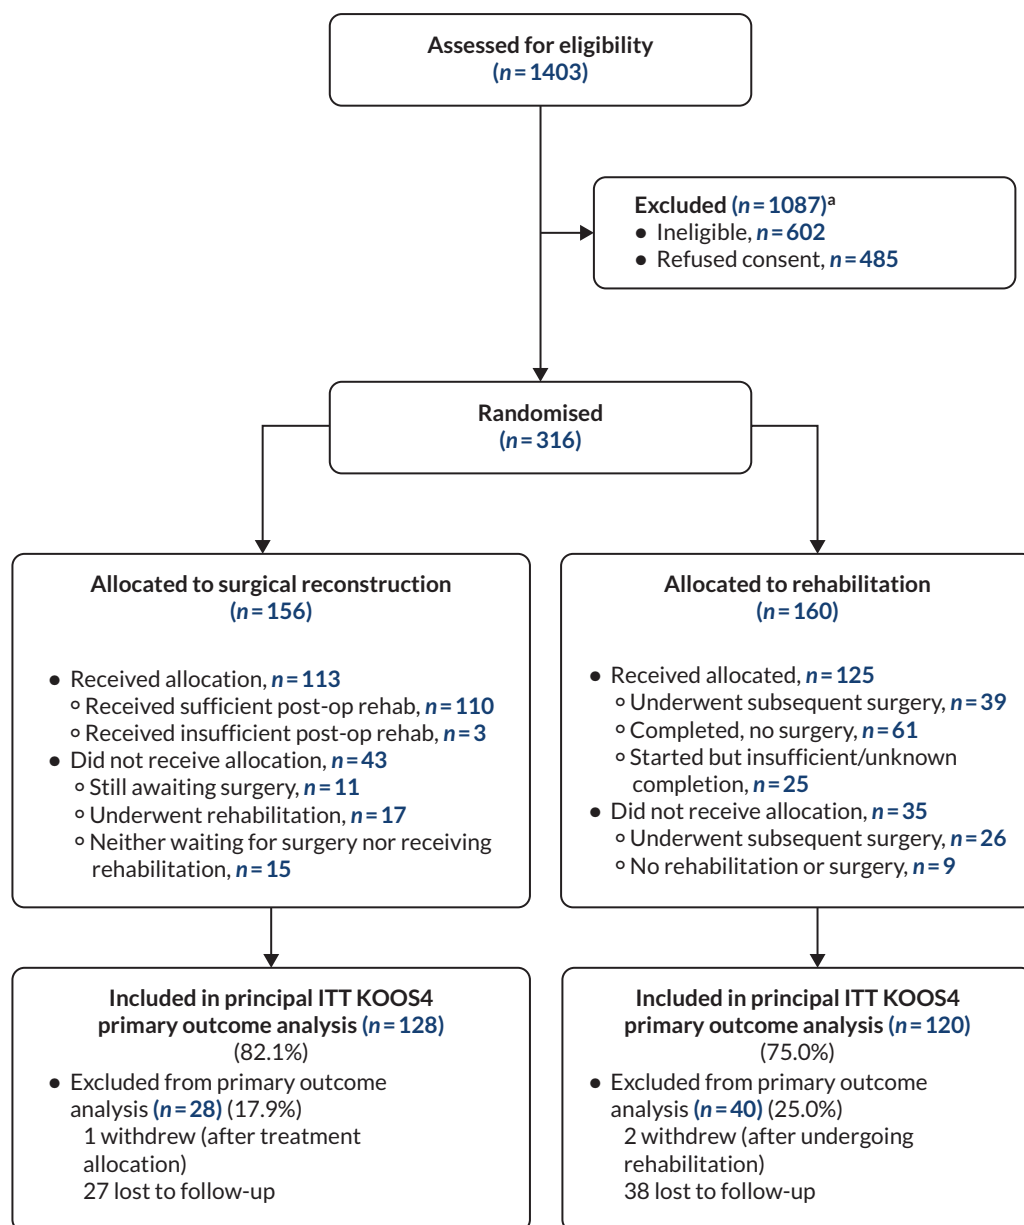 Assessed for eligibility
(n=1403)
Excluded (n=1087)ᵃ
● Ineligible, n=602
● Refused consent, n=485
Randomised
(n=316)
Allocated to surgical reconstruction
(n=156)
● Received allocation, n=113
○ Received sufficient post-op rehab, n=110
○ Received insufficient post-op rehab, n=3
● Did not receive allocation, n=43
○ Still awaiting surgery, n=11
○ Underwent rehabilitation, n=17
○ Neither waiting for surgery nor receiving
rehabilitation, n=15
Allocated to rehabilitation
(n=160)
● Received allocated, n=125
○ Underwent subsequent surgery, n=39
○ Completed, no surgery, n=61
○ Started but insufficient/unknown
completion, n=25
● Did not receive allocation, n=35
○ Underwent subsequent surgery, n=26
○ No rehabilitation or surgery, n=9
Included in principal ITT KOOS4
primary outcome analysis (n=128)
(82.1%)
● Excluded from primary outcome
analysis (n=28) (17.9%)
1 withdrew (after treatment
allocation)
27 lost to follow-up
Included in principal ITT KOOS4
primary outcome analysis (n=120)
(75.0%)
● Excluded from primary outcome
analysis (n=40) (25.0%)
2 withdrew (after undergoing
rehabilitation)
38 lost to follow-up